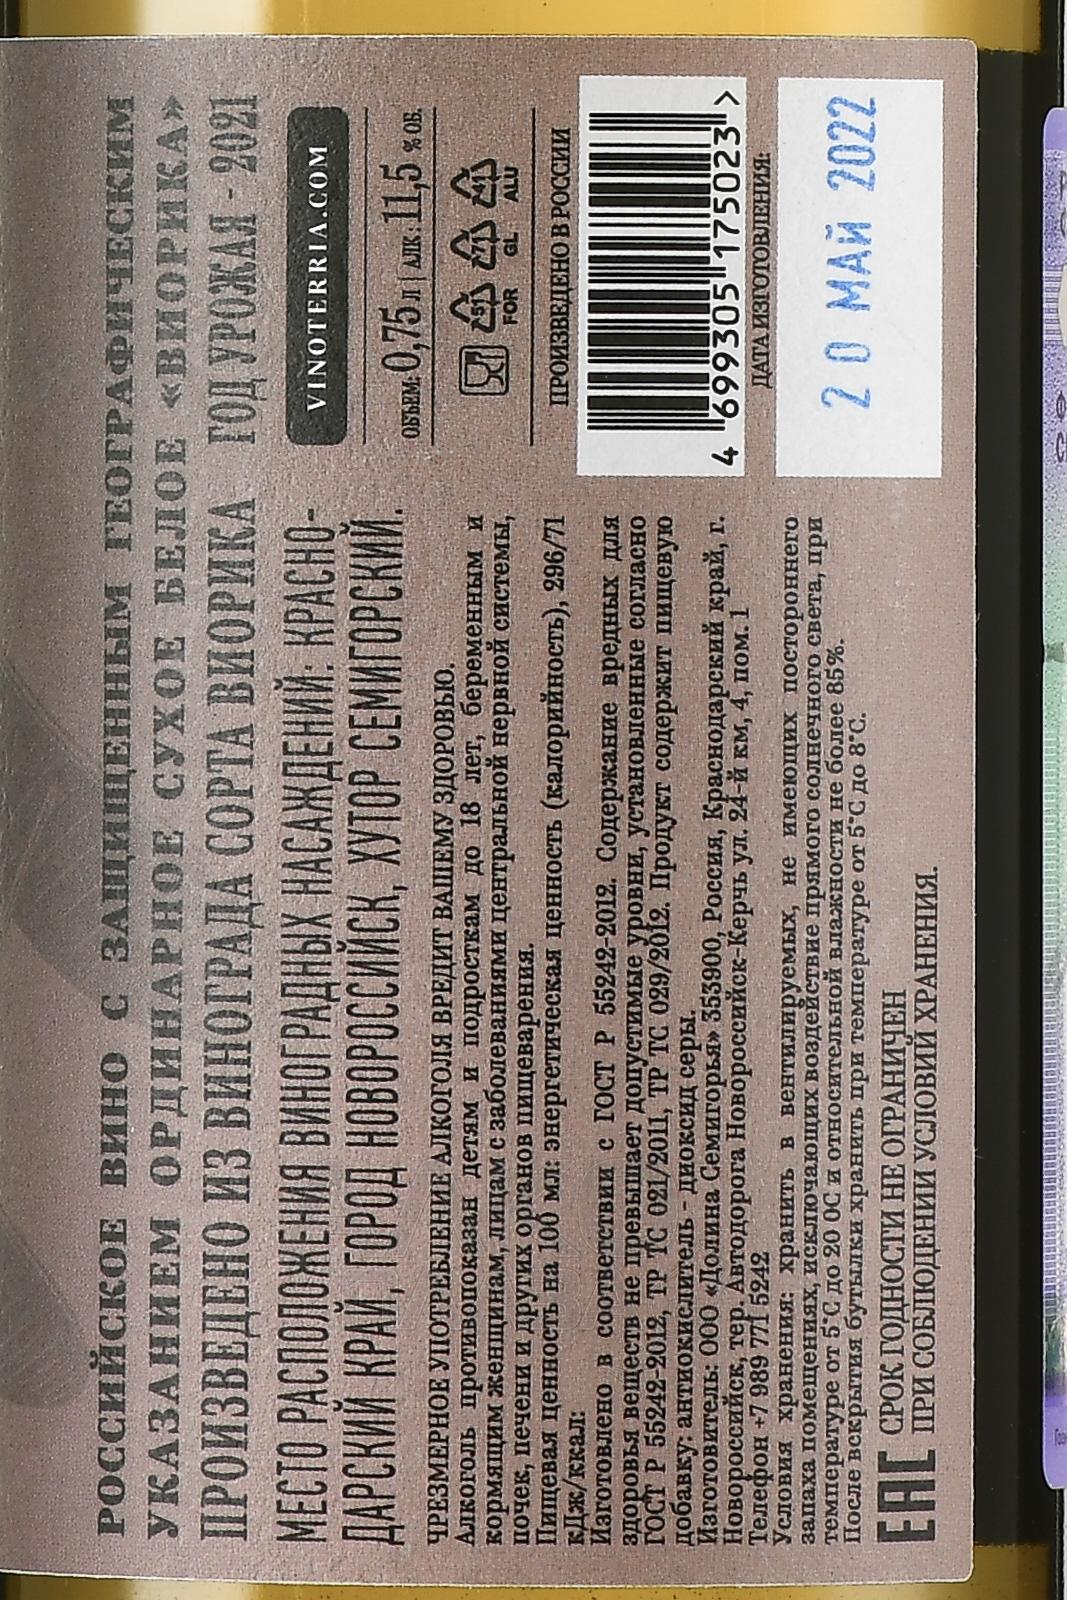 РОССИЙСКОЕ ВИНО С ЗАЩИЩЕННЫМ ГЕОГРАФИЧЕСКИМ
УКАЗАНИЕМ ОРДИНАРНОЕ СУХОЕ БЕЛОЕ «ВИОРИКА»
ПРОИЗВЕДЕНО ИЗ ВИНОГРАДА СОРТА ВИОРИКА ГОД УРОЖАЯ - 2021
МЕСТО РАСПОЛОЖЕНИЯ ВИНОГРАДНЫХ НАСАЖДЕНИЙ: КРАСНО-
ДАРСКИЙ КРАЙ, ГОРОД НОВОРОССИЙСК, ХУТОР СЕМИГОРСКИЙ.
ЧРЕЗМЕРНОЕ УПОТРЕБЛЕНИЕ АЛКОГОЛЯ ВРЕДИТ ВАШЕМУ ЗДОРОВЬЮ.
Алкоголь противопоказан детям и подросткам до 18 лет, беременным и
кормящим женщинам, лицам с заболеваниями центральной нервной системы,
почек, печени и других органов пищеварения.
Пищевая ценность на 100 мл: энергетическая ценность (калорийность), 296/71
кДж/ккал:
Изготовлено в соответствии с ГОСТ Р 55242-2012. Содержание вредных для
здоровья веществ не превышает допустимые уровни, установленные согласно
ГОСТ Р 55242-2012, ТР ТС 021/2011, ТР ТС 029/2012. Продукт содержит пищевую
добавку: антиокислитель - диоксид серы.
Изготовитель: ООО «Долина Семигорья» 353900, Россия, Краснодарский край, г.
Новороссийск, тер. Автодорога Новороссийск-Керчь ул. 24-й км, 4, пом. 1
Телефон +7 989 771 5242
Условия хранения: хранить в вентилируемых, не имеющих постороннего
запаха помещениях, исключающих воздействие прямого солнечного света, при
температуре от 5°С до 20 ОС и относительной влажности не более 85%.
После вскрытия бутылки хранить при температуре от 5°С до 8°С.
EAC
СРОК ГОДНОСТИ НЕ ОГРАНИЧЕН
ПРИ СОБЛЮДЕНИИ УСЛОВИЙ ХРАНЕНИЯ.
VINOTERRIA.COM
ОБЪЕМ: 0,75 л | АЛК.: 11,5 % ОБ.
51 71 41
FOR GL ALU
ПРОИЗВЕДЕНО В РОССИИ
4 699305 175023 >
ДАТА ИЗГОТОВЛЕНИЯ:
20 МАЙ 2022